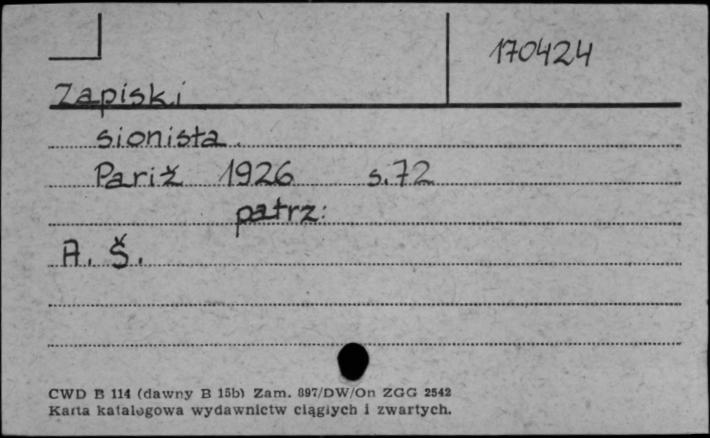 170424
Zapiski
sionista.
Pariž 1926 s.72
patrz:
A. Š.
CWD B 114 (dawny B 15b) Zam. 897/DW/On ZGG 2542
Karta katalogowa wydawnictw ciągłych i zwartych.